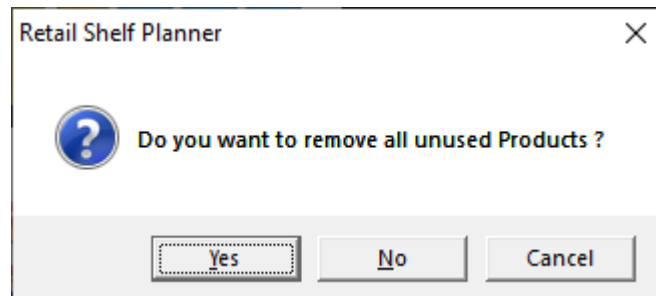 Retail Shelf Planner
Do you want to remove all unused Products ?
Yes
No
Cancel